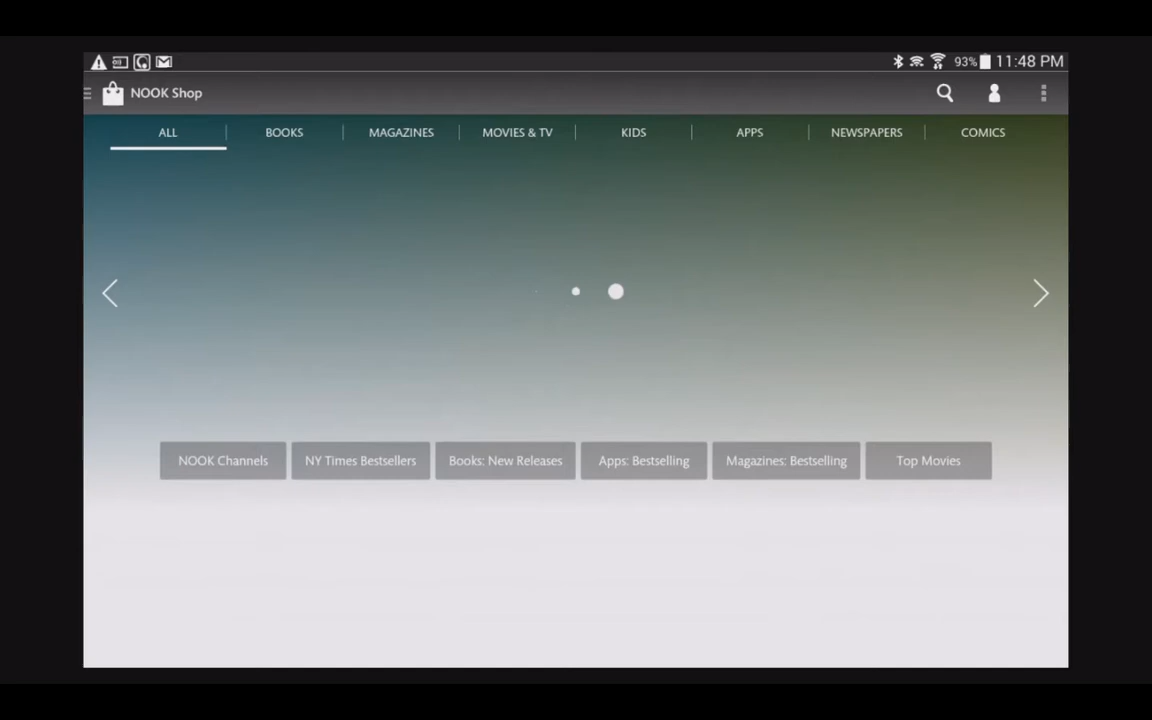 93% 11:48 PM
NOOK Shop
ALL BOOKS MAGAZINES MOVIES & TV KIDS APPS NEWSPAPERS COMICS
NOOK Channels NY Times Bestsellers Books: New Releases Apps: Bestselling Magazines: Bestselling Top Movies